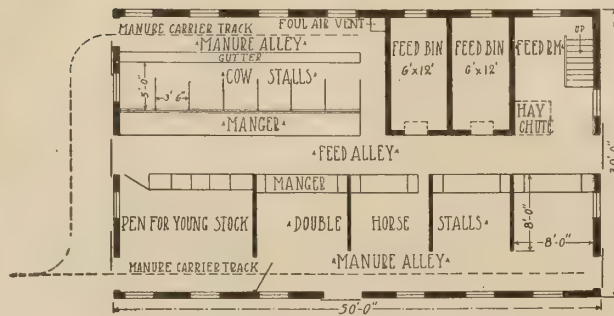 MANURE CARRIER TRACK
FOUL AIR VENT
MANURE ALLEY
GUTTER
COW STALLS
5'-0"
3'6"
MANGER
FEED BIN
6'x12'
FEED BIN
6'x12'
FEED RM
UP
HAY
CHUTE
FEED ALLEY
30'-0"
MANGER
PEN FOR YOUNG STOCK
DOUBLE HORSE STALLS
8'-0"
8'-0"
MANURE CARRIER TRACK
MANURE ALLEY
50'-0"